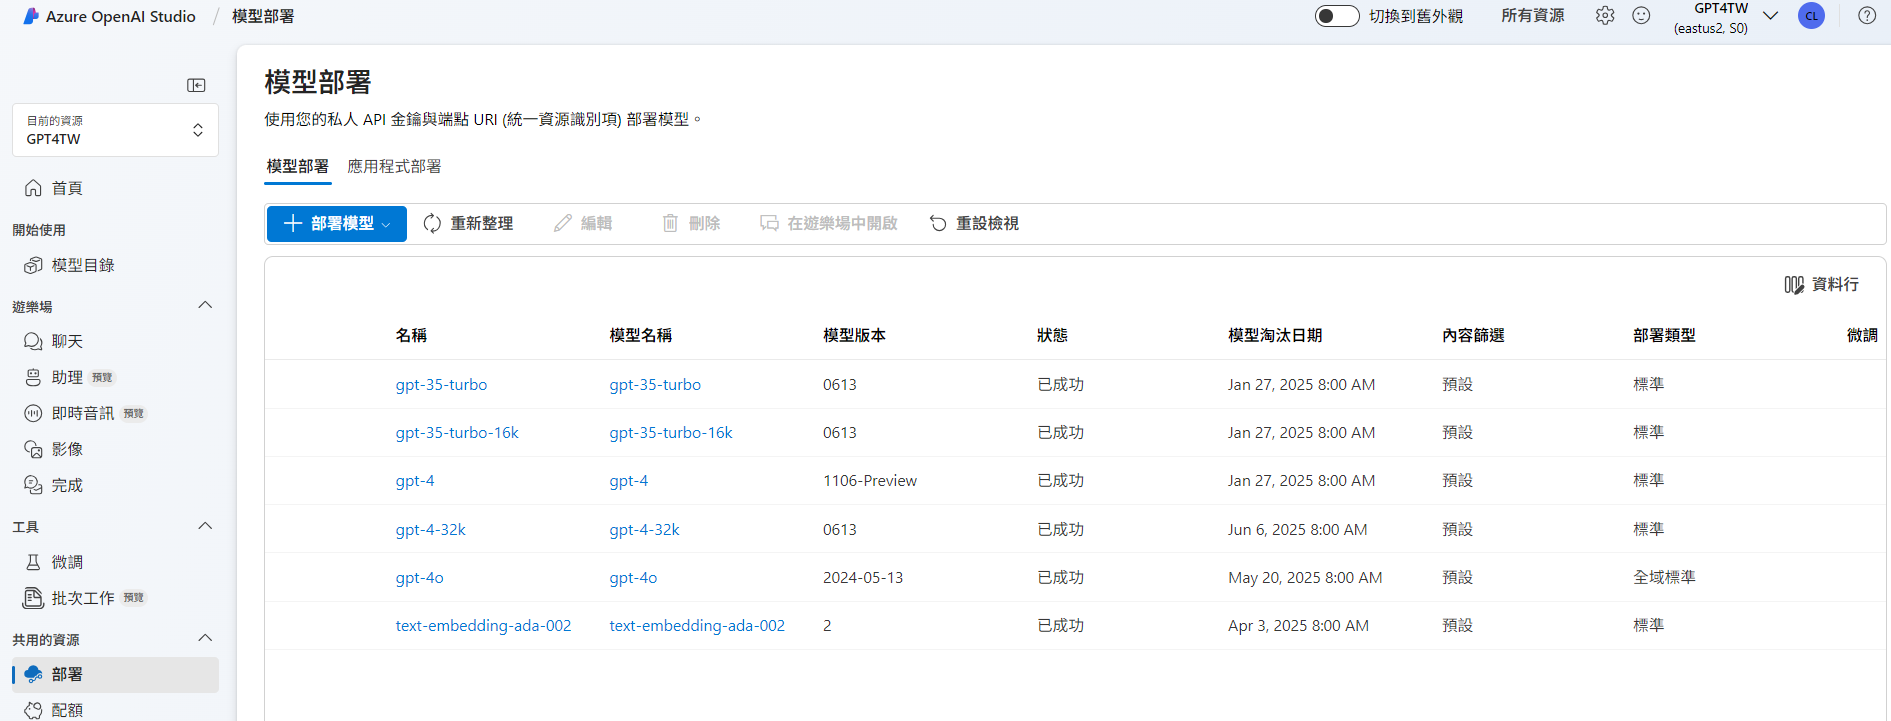 Azure OpenAI Studio / 模型部署
切換到舊外觀 所有資源 GPT4TW (eastus2, S0) CL
目前的資源
GPT4TW
首頁
開始使用
模型目錄
遊樂場
聊天
助理 預覽
即時音訊 預覽
影像
完成
工具
微調
批次工作 預覽
共用的資源
部署
配額
模型部署
使用您的私人 API 金鑰與端點 URI (統一資源識別項) 部署模型。
模型部署 應用程式部署
部署模型 重新整理 編輯 刪除 在遊樂場中開啟 重設檢視
資料行
名稱 模型名稱 模型版本 狀態 模型淘汰日期 內容篩選 部署類型 微調
gpt-35-turbo gpt-35-turbo 0613 已成功 Jan 27, 2025 8:00 AM 預設 標準
gpt-35-turbo-16k gpt-35-turbo-16k 0613 已成功 Jan 27, 2025 8:00 AM 預設 標準
gpt-4 gpt-4 1106-Preview 已成功 Jan 27, 2025 8:00 AM 預設 標準
gpt-4-32k gpt-4-32k 0613 已成功 Jun 6, 2025 8:00 AM 預設 標準
gpt-4o gpt-4o 2024-05-13 已成功 May 20, 2025 8:00 AM 預設 全域標準
text-embedding-ada-002 text-embedding-ada-002 2 已成功 Apr 3, 2025 8:00 AM 預設 標準